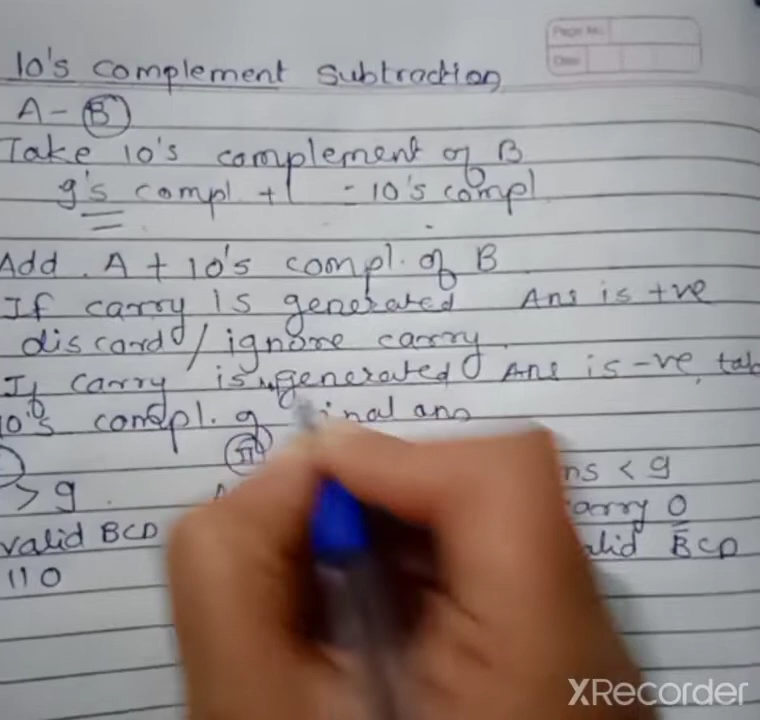 Page No.
Date
10's complement subtraction
A - B
Take 10's complement of B
9's compl. + 1 = 10's compl
Add . A + 10's compl. of B
If carry is generated Ans is +ve
discard / ignore carry.
If carry is generated Ans is -ve,
10's compl. of final ans
II
> 9 .
ns < 9
carry 0
valid BCD
alid BCD
110
XRecorder